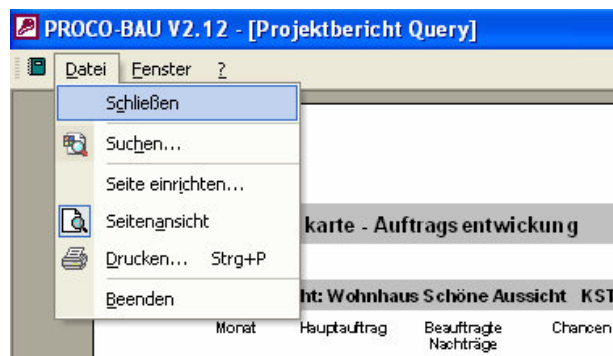 PROCO-BAU V2.12 - [Projektbericht Query]
Datei Fenster ?
Schließen
Suchen...
Seite einrichten...
Seitenansicht
karte - Auftragsentwickung
Drucken... Strg+P
Beenden
ht: Wohnhaus Schöne Aussicht KST
Monat Hauptauftrag Beauftragte Nachträge Chancen